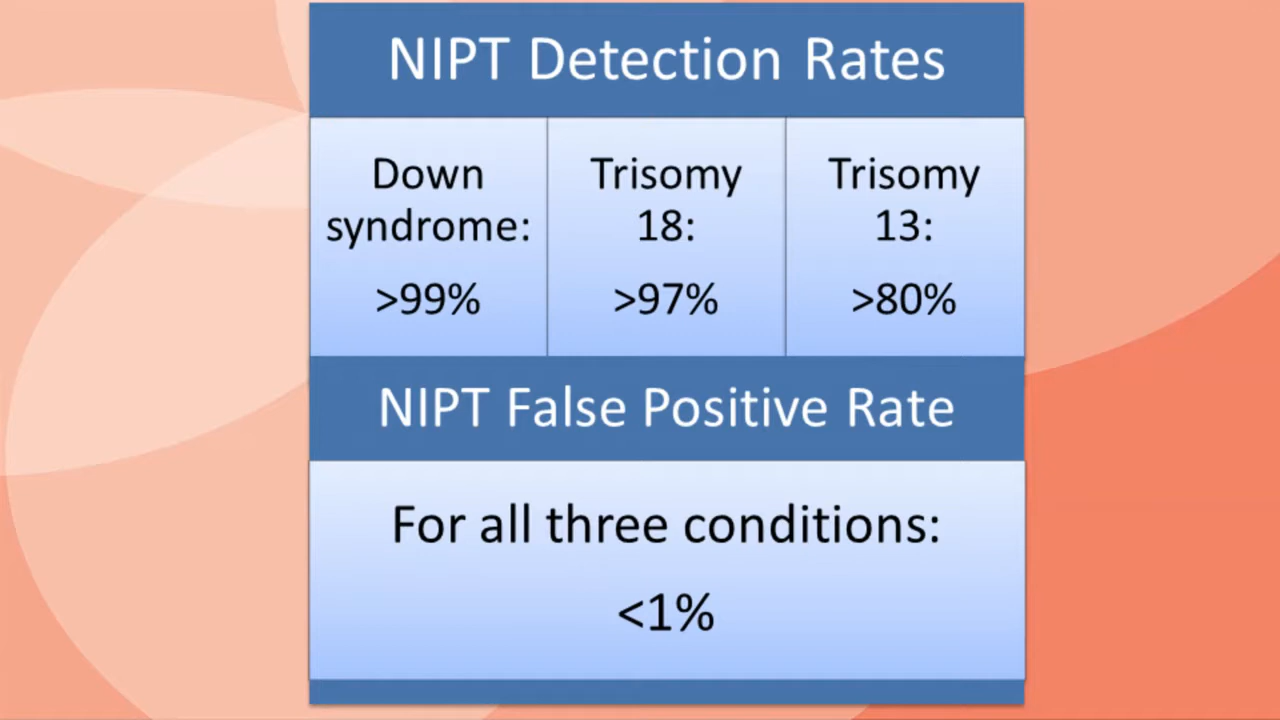 NIPT Detection Rates
Down
syndrome:
>99%
Trisomy
18:
>97%
Trisomy
13:
>80%
NIPT False Positive Rate
For all three conditions:
<1%